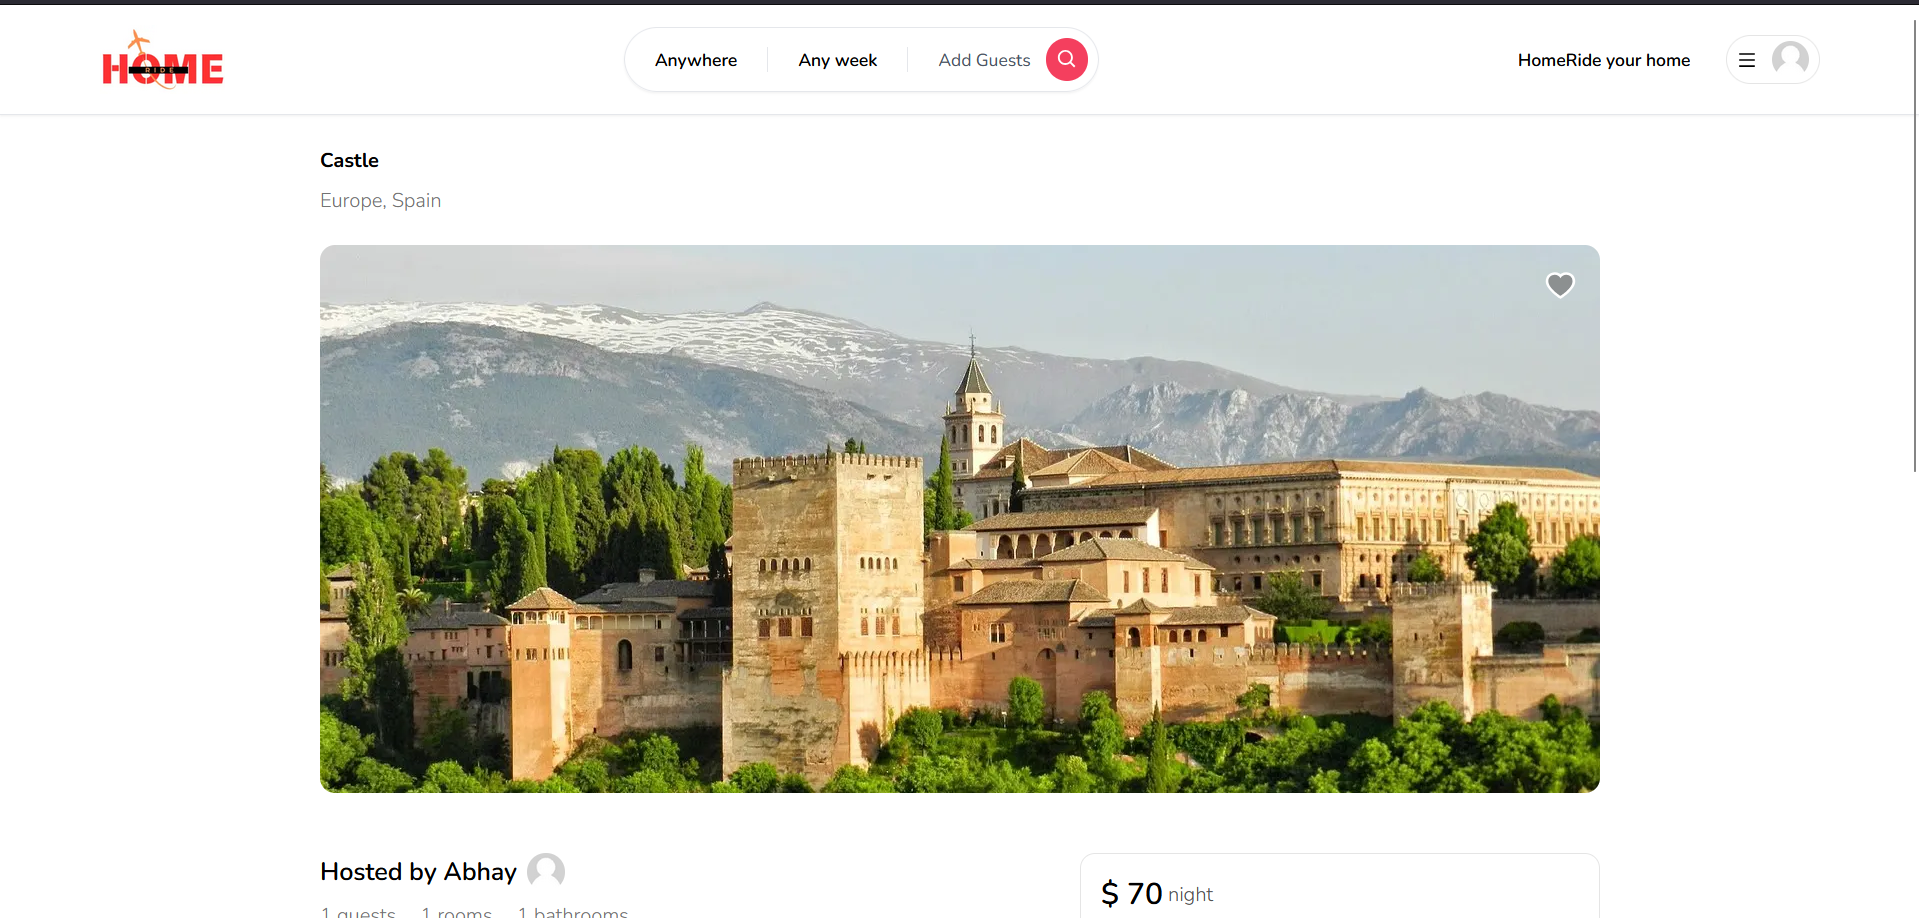 HOME
RIDE
Anywhere
Any week
Add Guests
HomeRide your home
Castle
Europe, Spain
Hosted by Abhay
1 guests 1 rooms 1 bathrooms
$ 70 night